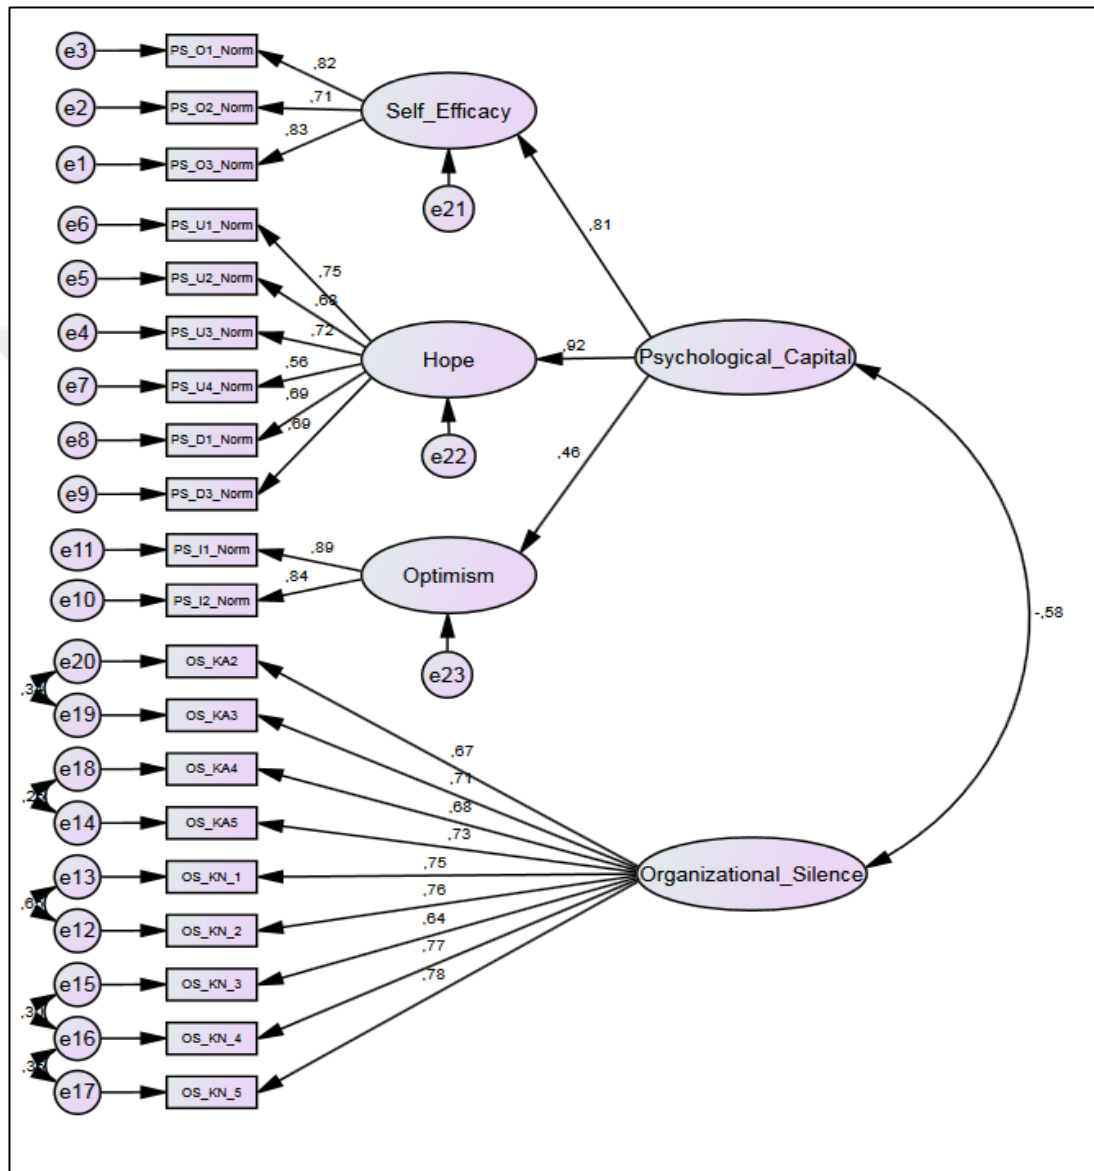 e3 PS_O1_Norm ,82
e2 PS_O2_Norm ,71 Self_Efficacy
e1 PS_O3_Norm ,83
e21
,81
e6 PS_U1_Norm ,75
e5 PS_U2_Norm ,68
e4 PS_U3_Norm ,72 Hope ,92 Psychological_Capital
e7 PS_U4_Norm ,56
e8 PS_D1_Norm ,69
e9 PS_D3_Norm ,69
e22
,46
e11 PS_I1_Norm ,89
e10 PS_I2_Norm ,84 Optimism
e23
-,58
e20 OS_KA2 ,67
e19 OS_KA3 ,71
e18 OS_KA4 ,68
e14 OS_KA5 ,73
e13 OS_KN_1 ,75 Organizational_Silence
e12 OS_KN_2 ,76
e15 OS_KN_3 ,64
e16 OS_KN_4 ,77
e17 OS_KN_5 ,78